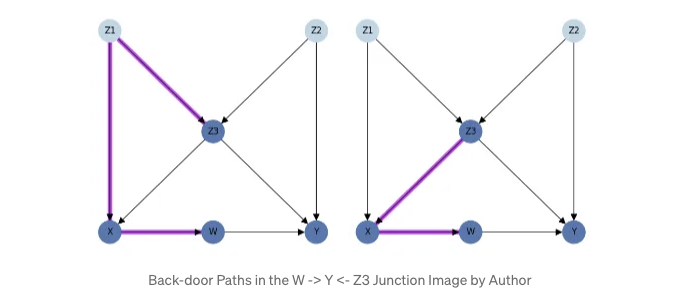 Z1 Z2 Z1 Z2
Z3 Z3
X W Y X W Y
Back-door Paths in the W -> Y <- Z3 Junction Image by Author